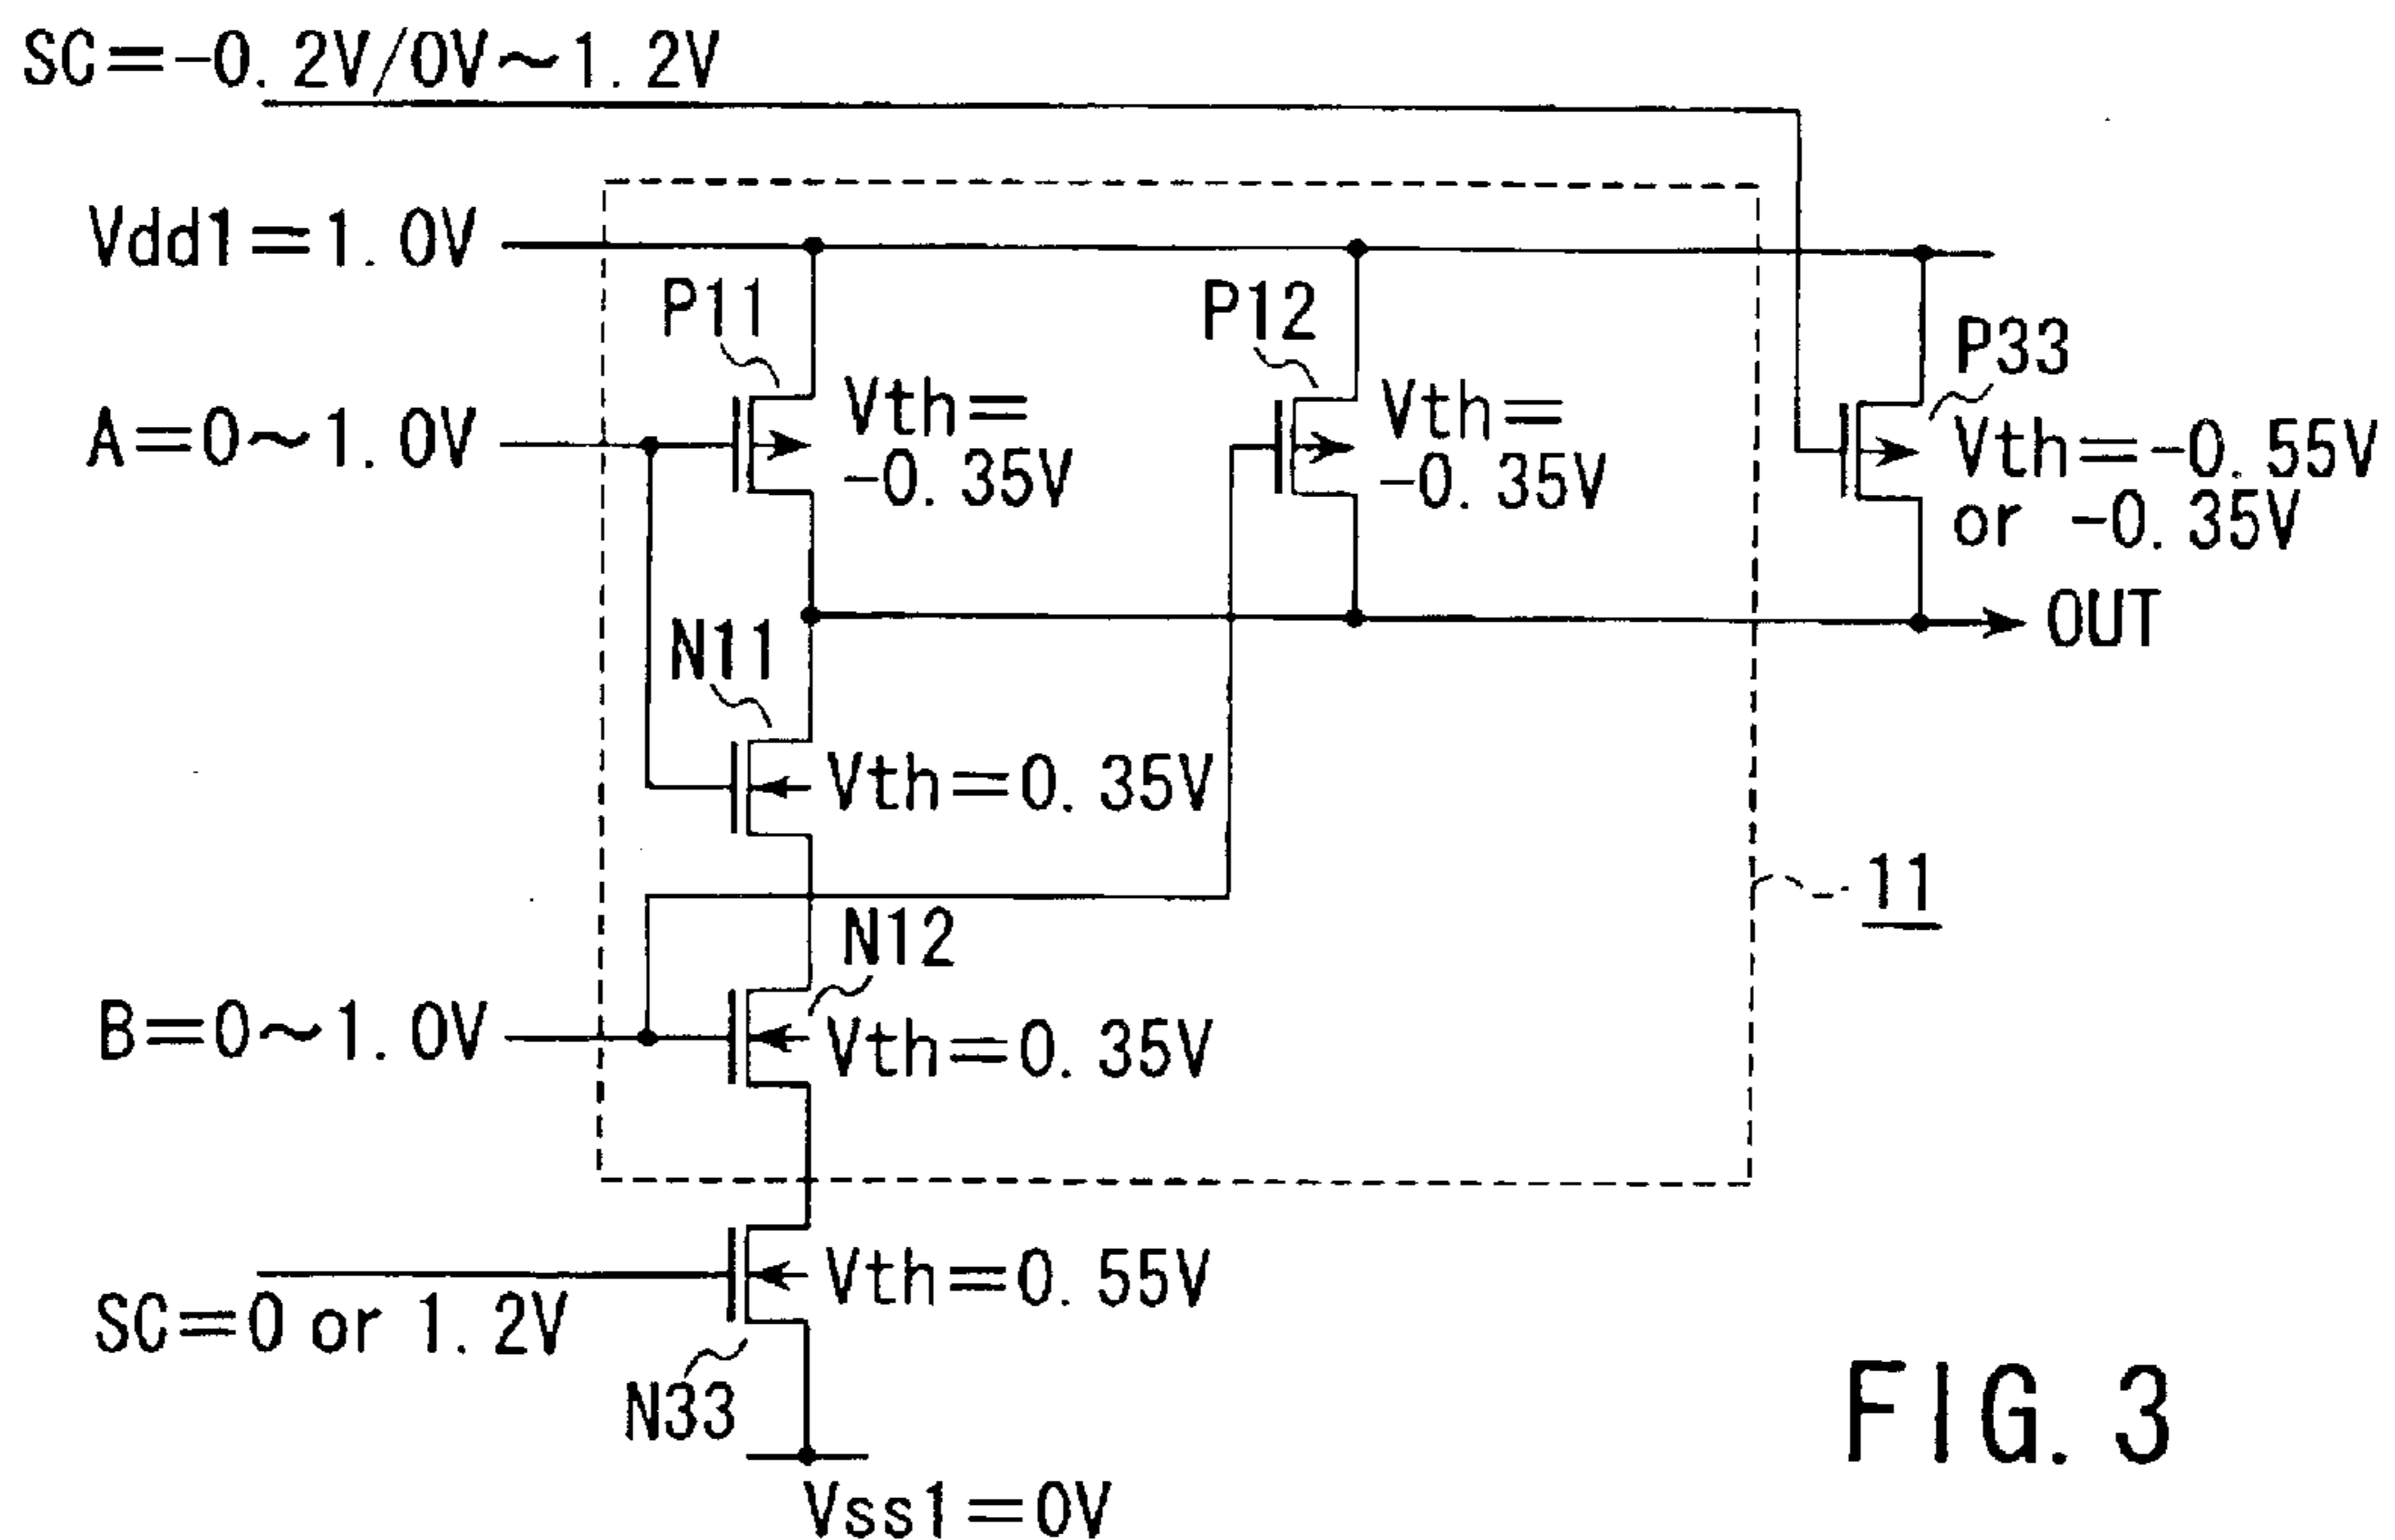 SC=-0.2V/0V~1.2V
Vdd1=1.0V
P11
P12
P33
A=0~1.0V
Vth=
-0.35V
Vth=
-0.35V
Vth=-0.55V
or -0.35V
OUT
N11
Vth=0.35V
11
N12
B=0~1.0V
Vth=0.35V
Vth=0.55V
SC=0 or 1.2V
N33
Vss1=0V
FIG. 3